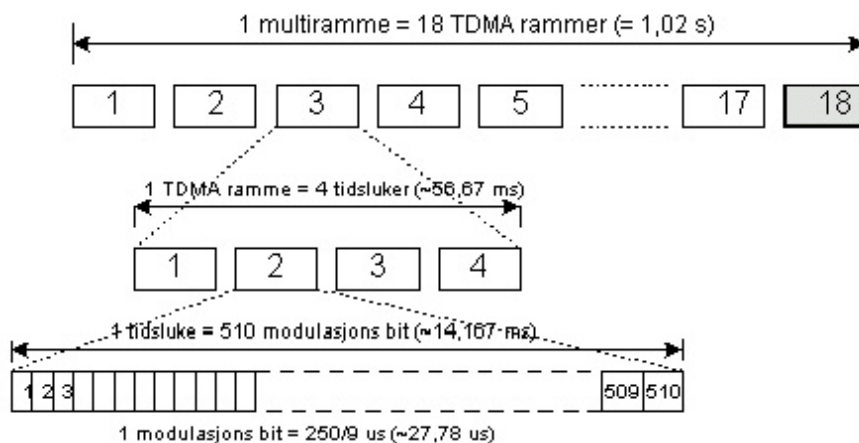 1 multiramme = 18 TDMA rammer (= 1,02 s)
1 2 3 4 5 17 18
1 TDMA ramme = 4 tidsluker (~56,67 ms)
1 2 3 4
1 tidsluke = 510 modulasjons bit (~14,167 ms)
1 2 3 509 510
1 modulasjons bit = 250/9 us (~27,78 us)